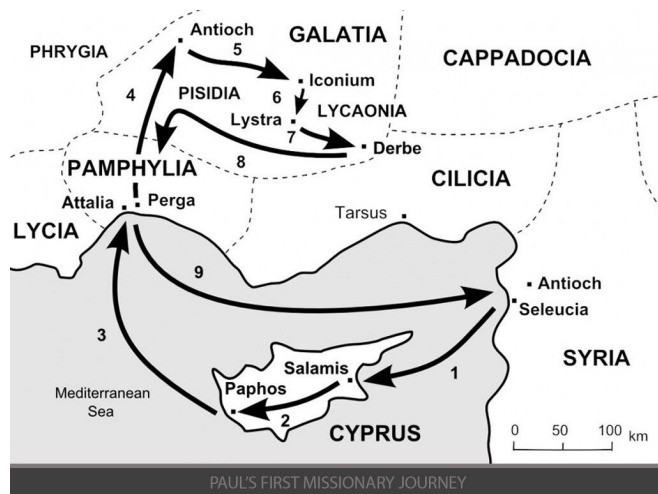 Antioch
5
GALATIA
PHRYGIA
CAPPADOCIA
Iconium
4
PISIDIA
6
LYCAONIA
Lystra
7
Derbe
8
PAMPHYLIA
CILICIA
Attalia
Perga
Tarsus
LYCIA
9
Antioch
Seleucia
3
Salamis
1
SYRIA
Paphos
Mediterranean
Sea
2
CYPRUS
0 50 100
km
PAUL'S FIRST MISSIONARY JOURNEY